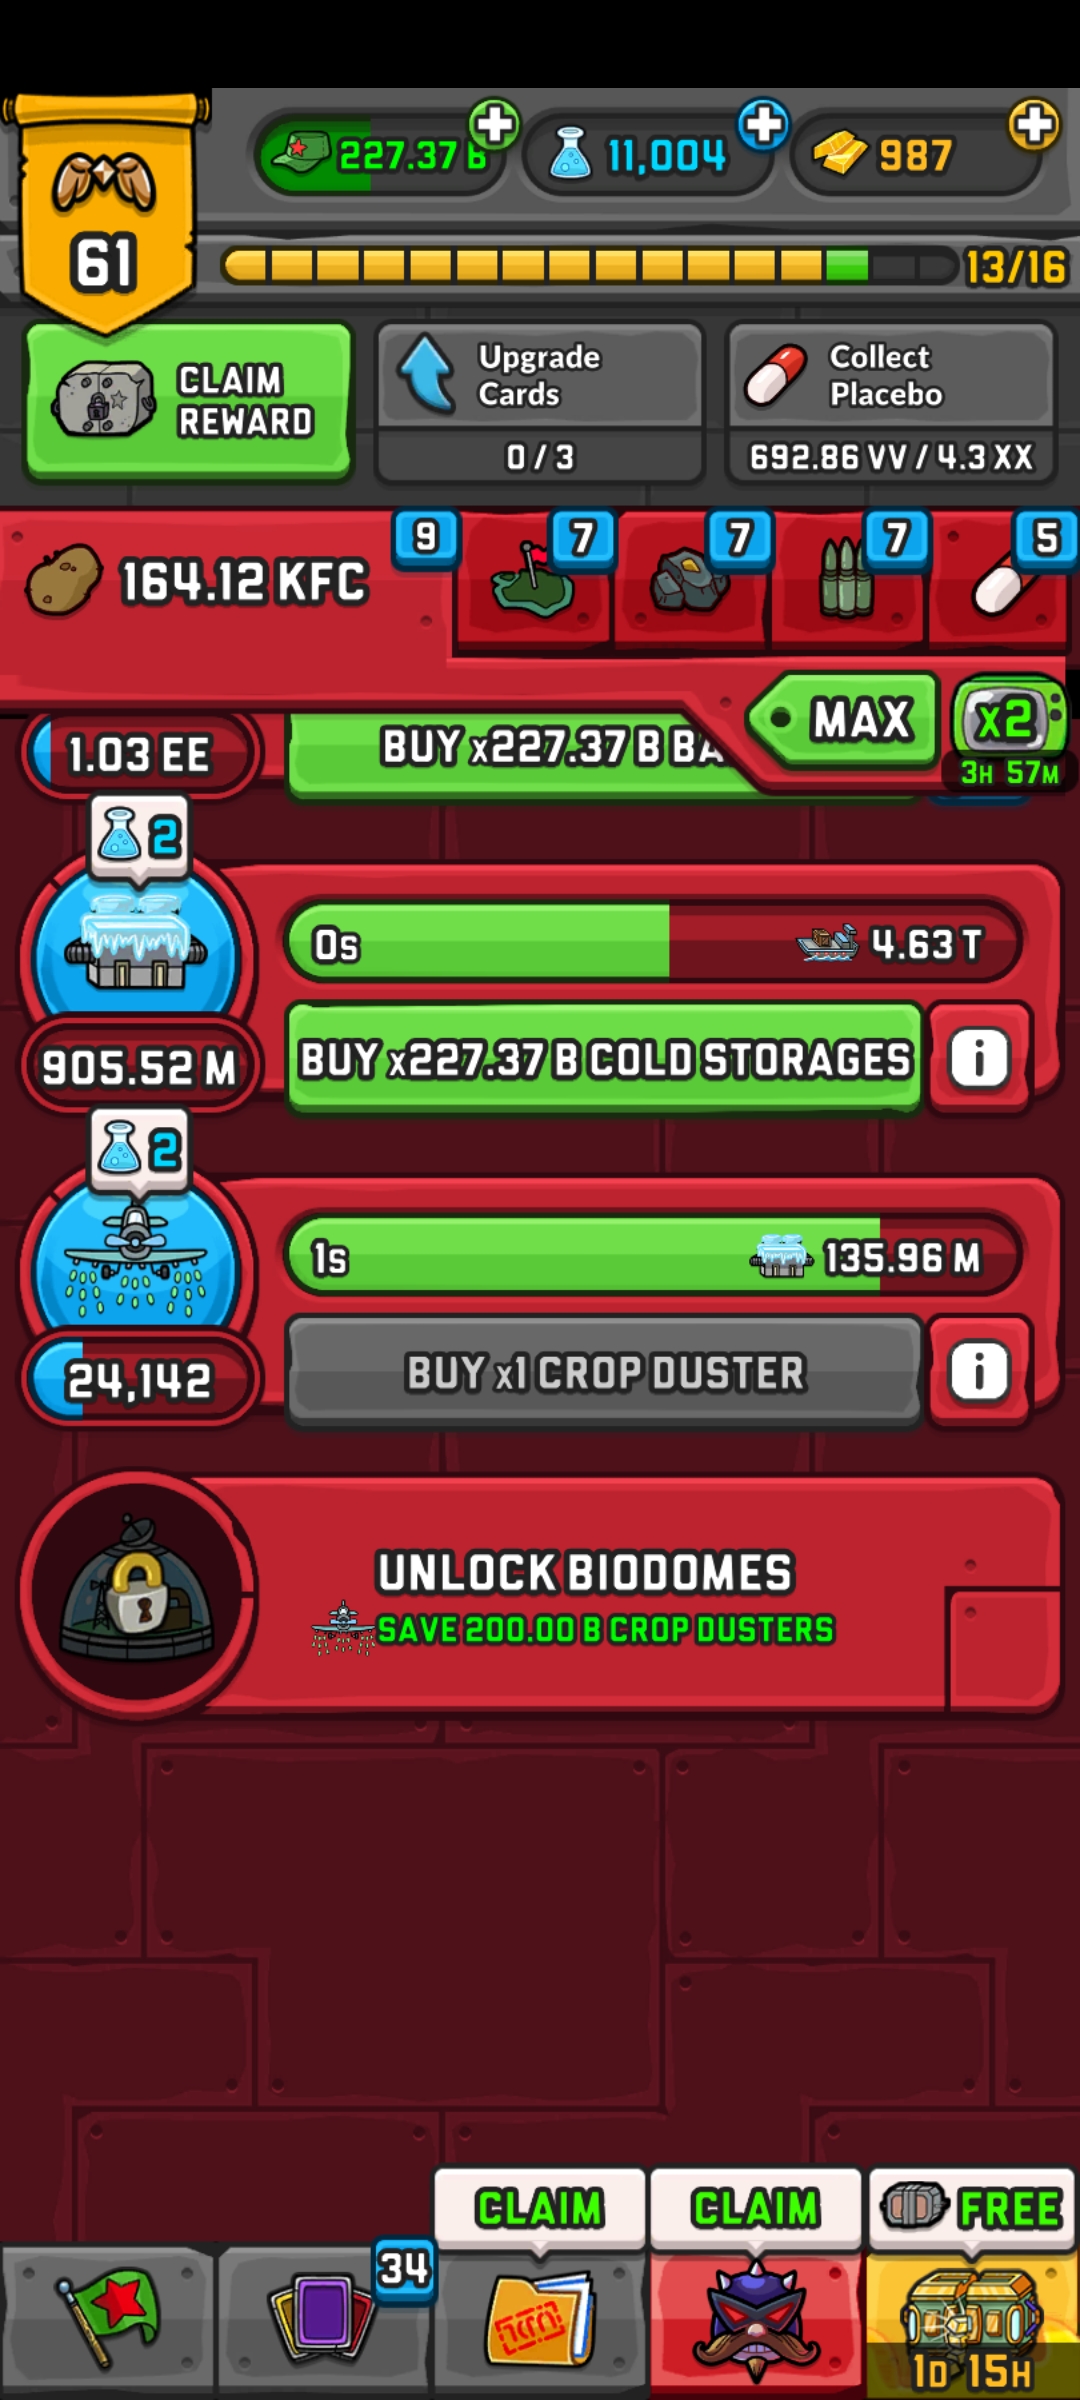 227.37 B
11,004
987
61
13/16
CLAIM
REWARD
Upgrade
Cards
0 / 3
Collect
Placebo
692.86 VV / 4.3 XX
164.12 KFC
9
7
7
7
5
MAX
x2
3H 57M
1.03 EE
BUY x227.37 B BA
2
0s
4.63 T
905.52 M
BUY x227.37 B COLD STORAGES
i
2
1s
135.96 M
24,142
BUY x1 CROP DUSTER
i
UNLOCK BIODOMES
SAVE 200.00 B CROP DUSTERS
CLAIM
CLAIM
FREE
34
1D 15H